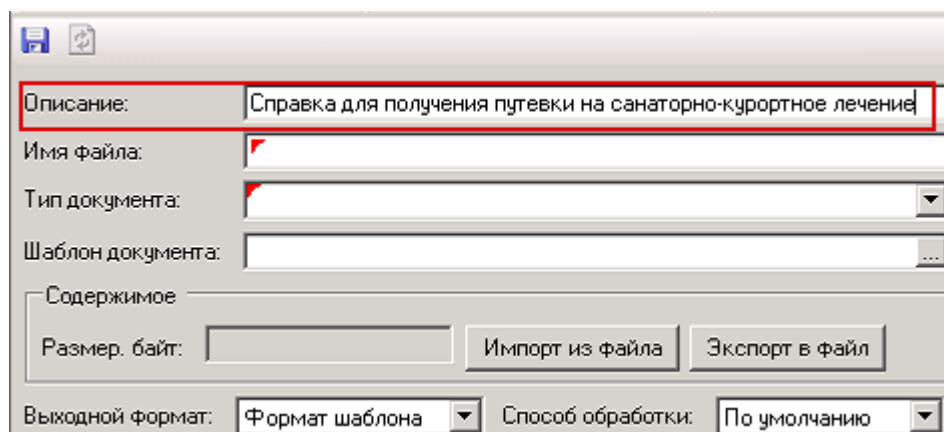 Описание: Справка для получения путевки на санаторно-курортное лечение
Имя файла:
Тип документа:
Шаблон документа: ...
Содержимое
Размер. байт: Импорт из файла Экспорт в файл
Выходной формат: Формат шаблона Способ обработки: По умолчанию